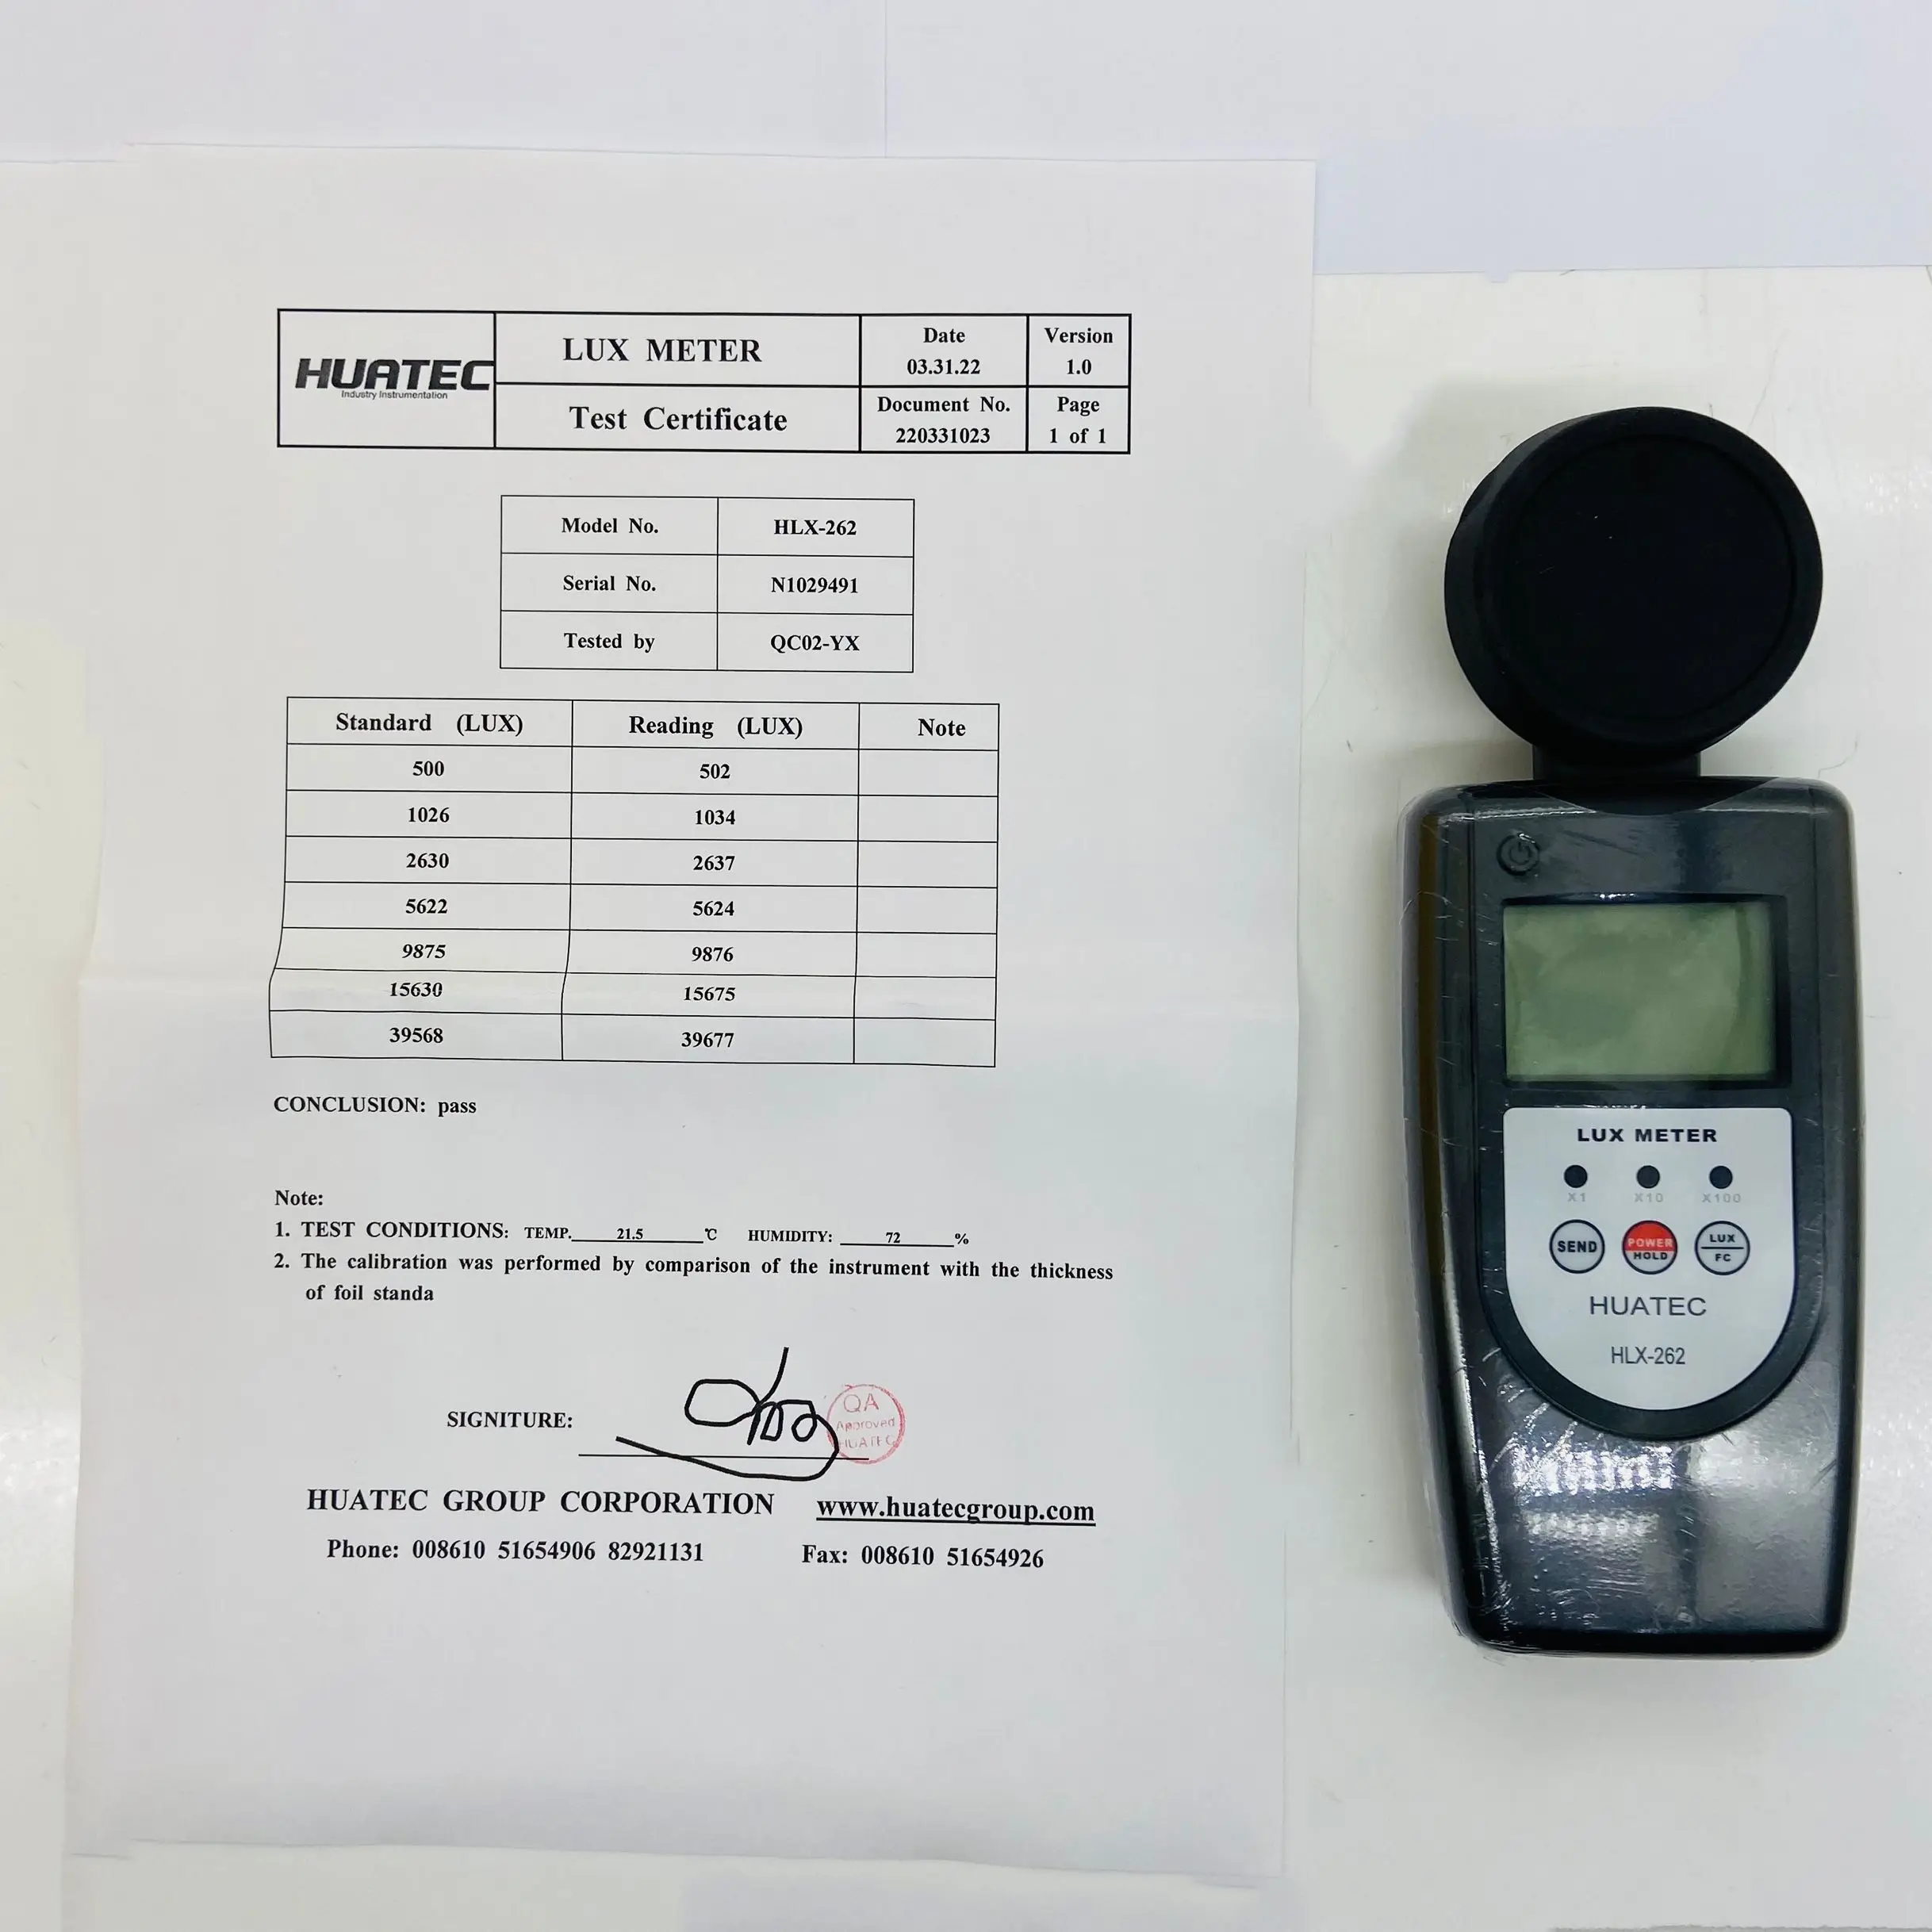 HUATEC
Industry Instrumentation
LUX METER
Test Certificate
Date
03.31.22
Version
1.0
Document No.
220331023
Page
1 of 1
Model No. HLX-262
Serial No. N1029491
Tested by QC02-YX
Standard (LUX) Reading (LUX) Note
500 502
1026 1034
2630 2637
5622 5624
9875 9876
15630 15675
39568 39677
CONCLUSION: pass
Note:
1. TEST CONDITIONS: TEMP. 21.5 ℃ HUMIDITY: 72 %
2. The calibration was performed by comparison of the instrument with the thickness
of foil standa
SIGNITURE:
QA
Approved
HUATEC
HUATEC GROUP CORPORATION www.huatecgroup.com
Phone: 008610 51654906 82921131 Fax: 008610 51654926
LUX METER
X1 X10 X100
SEND
POWER
HOLD
LUX
FC
HUATEC
HLX-262